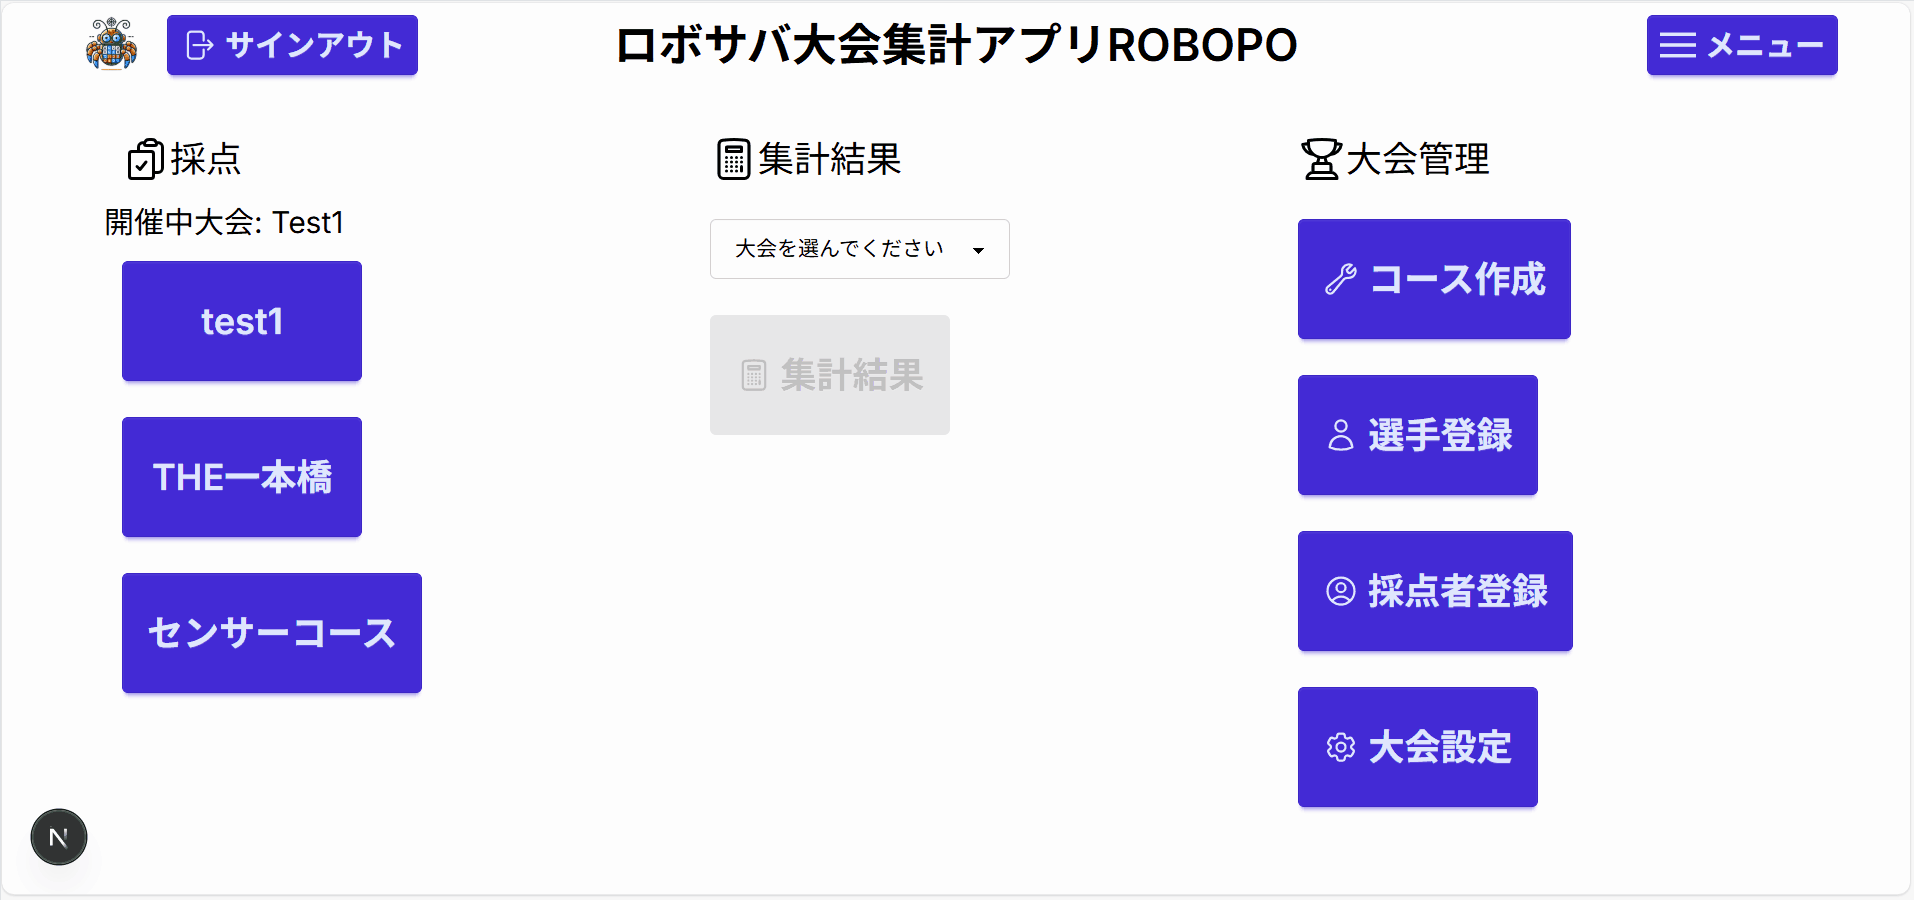 サインアウト
ロボサバ大会集計アプリROBOPO
メニュー
採点
開催中大会: Test1
test1
THE一本橋
センサーコース
集計結果
大会を選んでください
集計結果
大会管理
コース作成
選手登録
採点者登録
大会設定
N